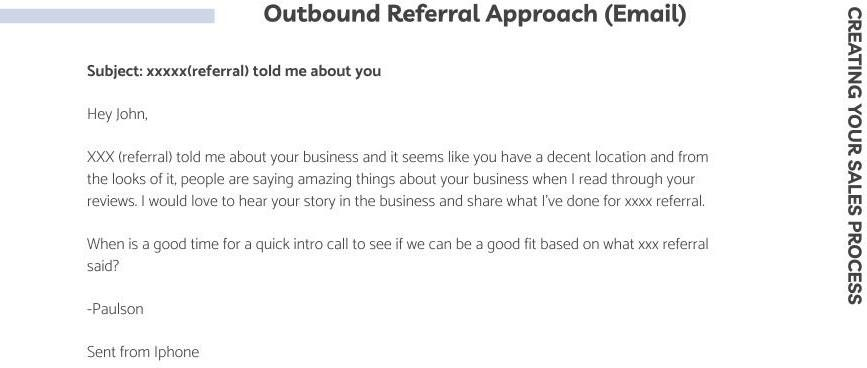 Outbound Referral Approach (Email)
Subject: xxxxx(referral) told me about you
Hey John,
XXX (referral) told me about your business and it seems like you have a decent location and from
the looks of it, people are saying amazing things about your business when I read through your
reviews. I would love to hear your story in the business and share what I've done for xxxx referral.
When is a good time for a quick intro call to see if we can be a good fit based on what xxx referral
said?
-Paulson
Sent from Iphone
CREATING YOUR SALES PROCESS